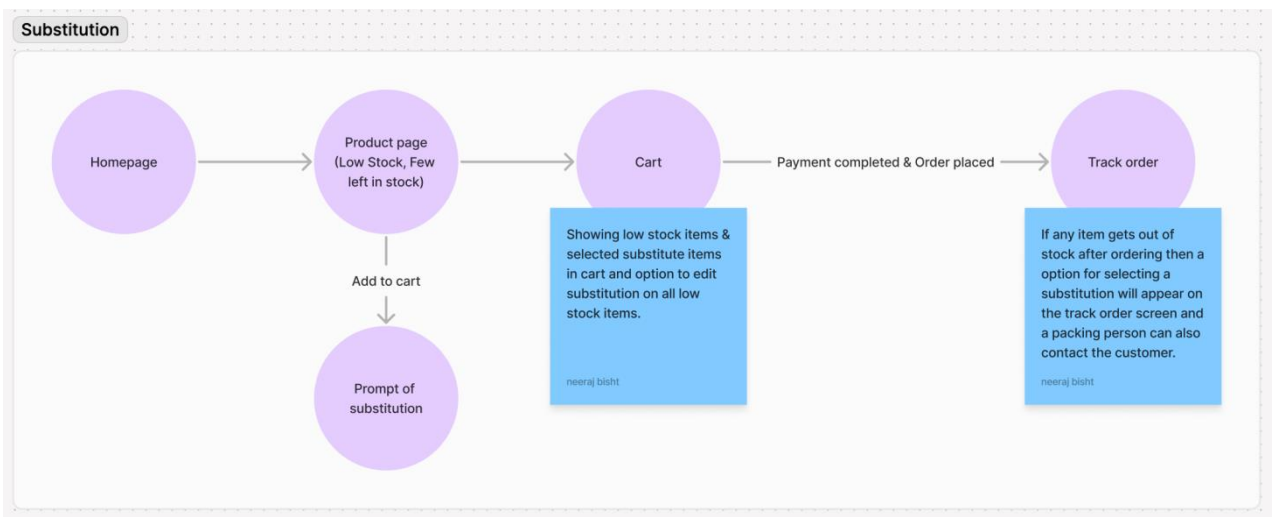 Substitution
Homepage
Product page
(Low Stock, Few
left in stock)
Cart
Payment completed & Order placed
Track order
Showing low stock items &
selected substitute items
in cart and option to edit
substitution on all low
stock items.
neeraj bisht
If any item gets out of
stock after ordering then a
option for selecting a
substitution will appear on
the track order screen and
a packing person can also
contact the customer.
neeraj bisht
Add to cart
Prompt of
substitution